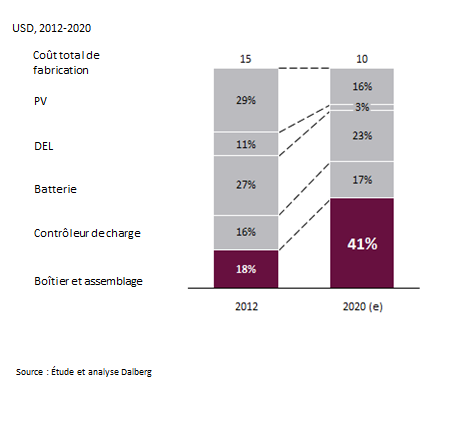 USD, 2012-2020
Coût total de
fabrication
15
10
PV
29%
16%
3%
DEL
11%
23%
Batterie
27%
17%
Contrôleur de charge
16%
41%
Boîtier et assemblage
18%
2012
2020 (e)
Source : Étude et analyse Dalberg